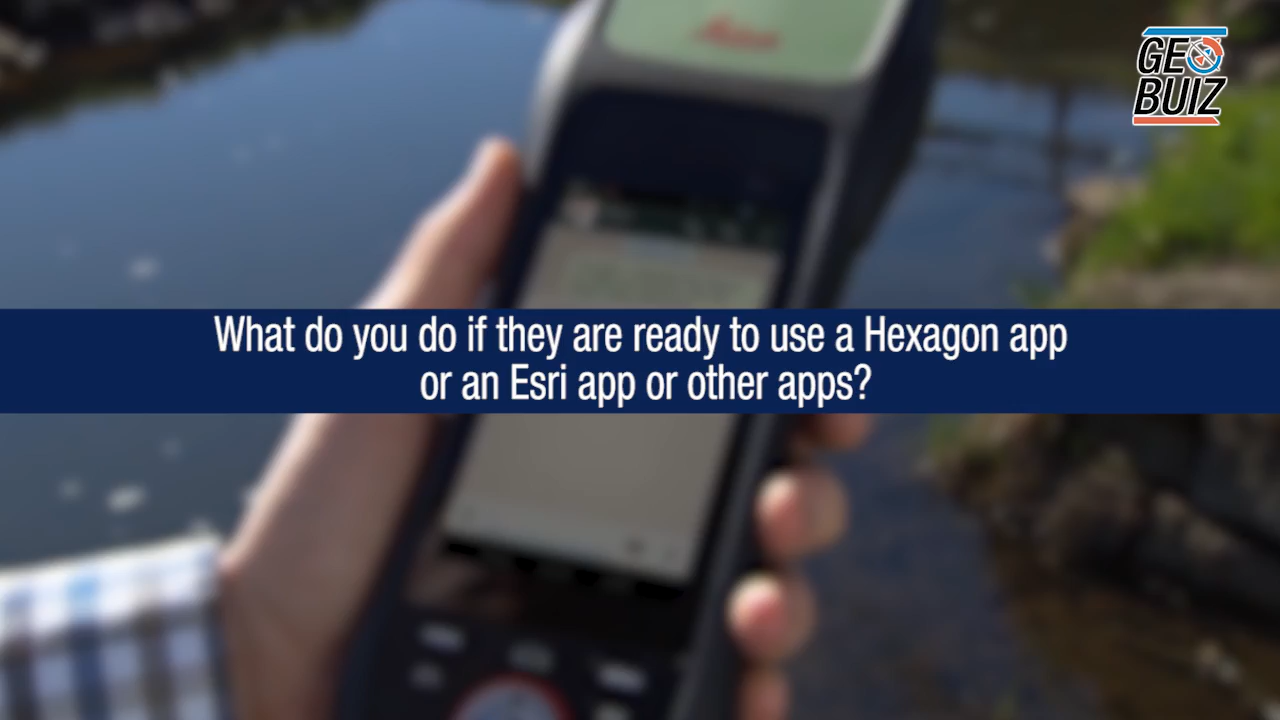 GEO
BUIZ
Leica
What do you do if they are ready to use a Hexagon app
or an Esri app or other apps?